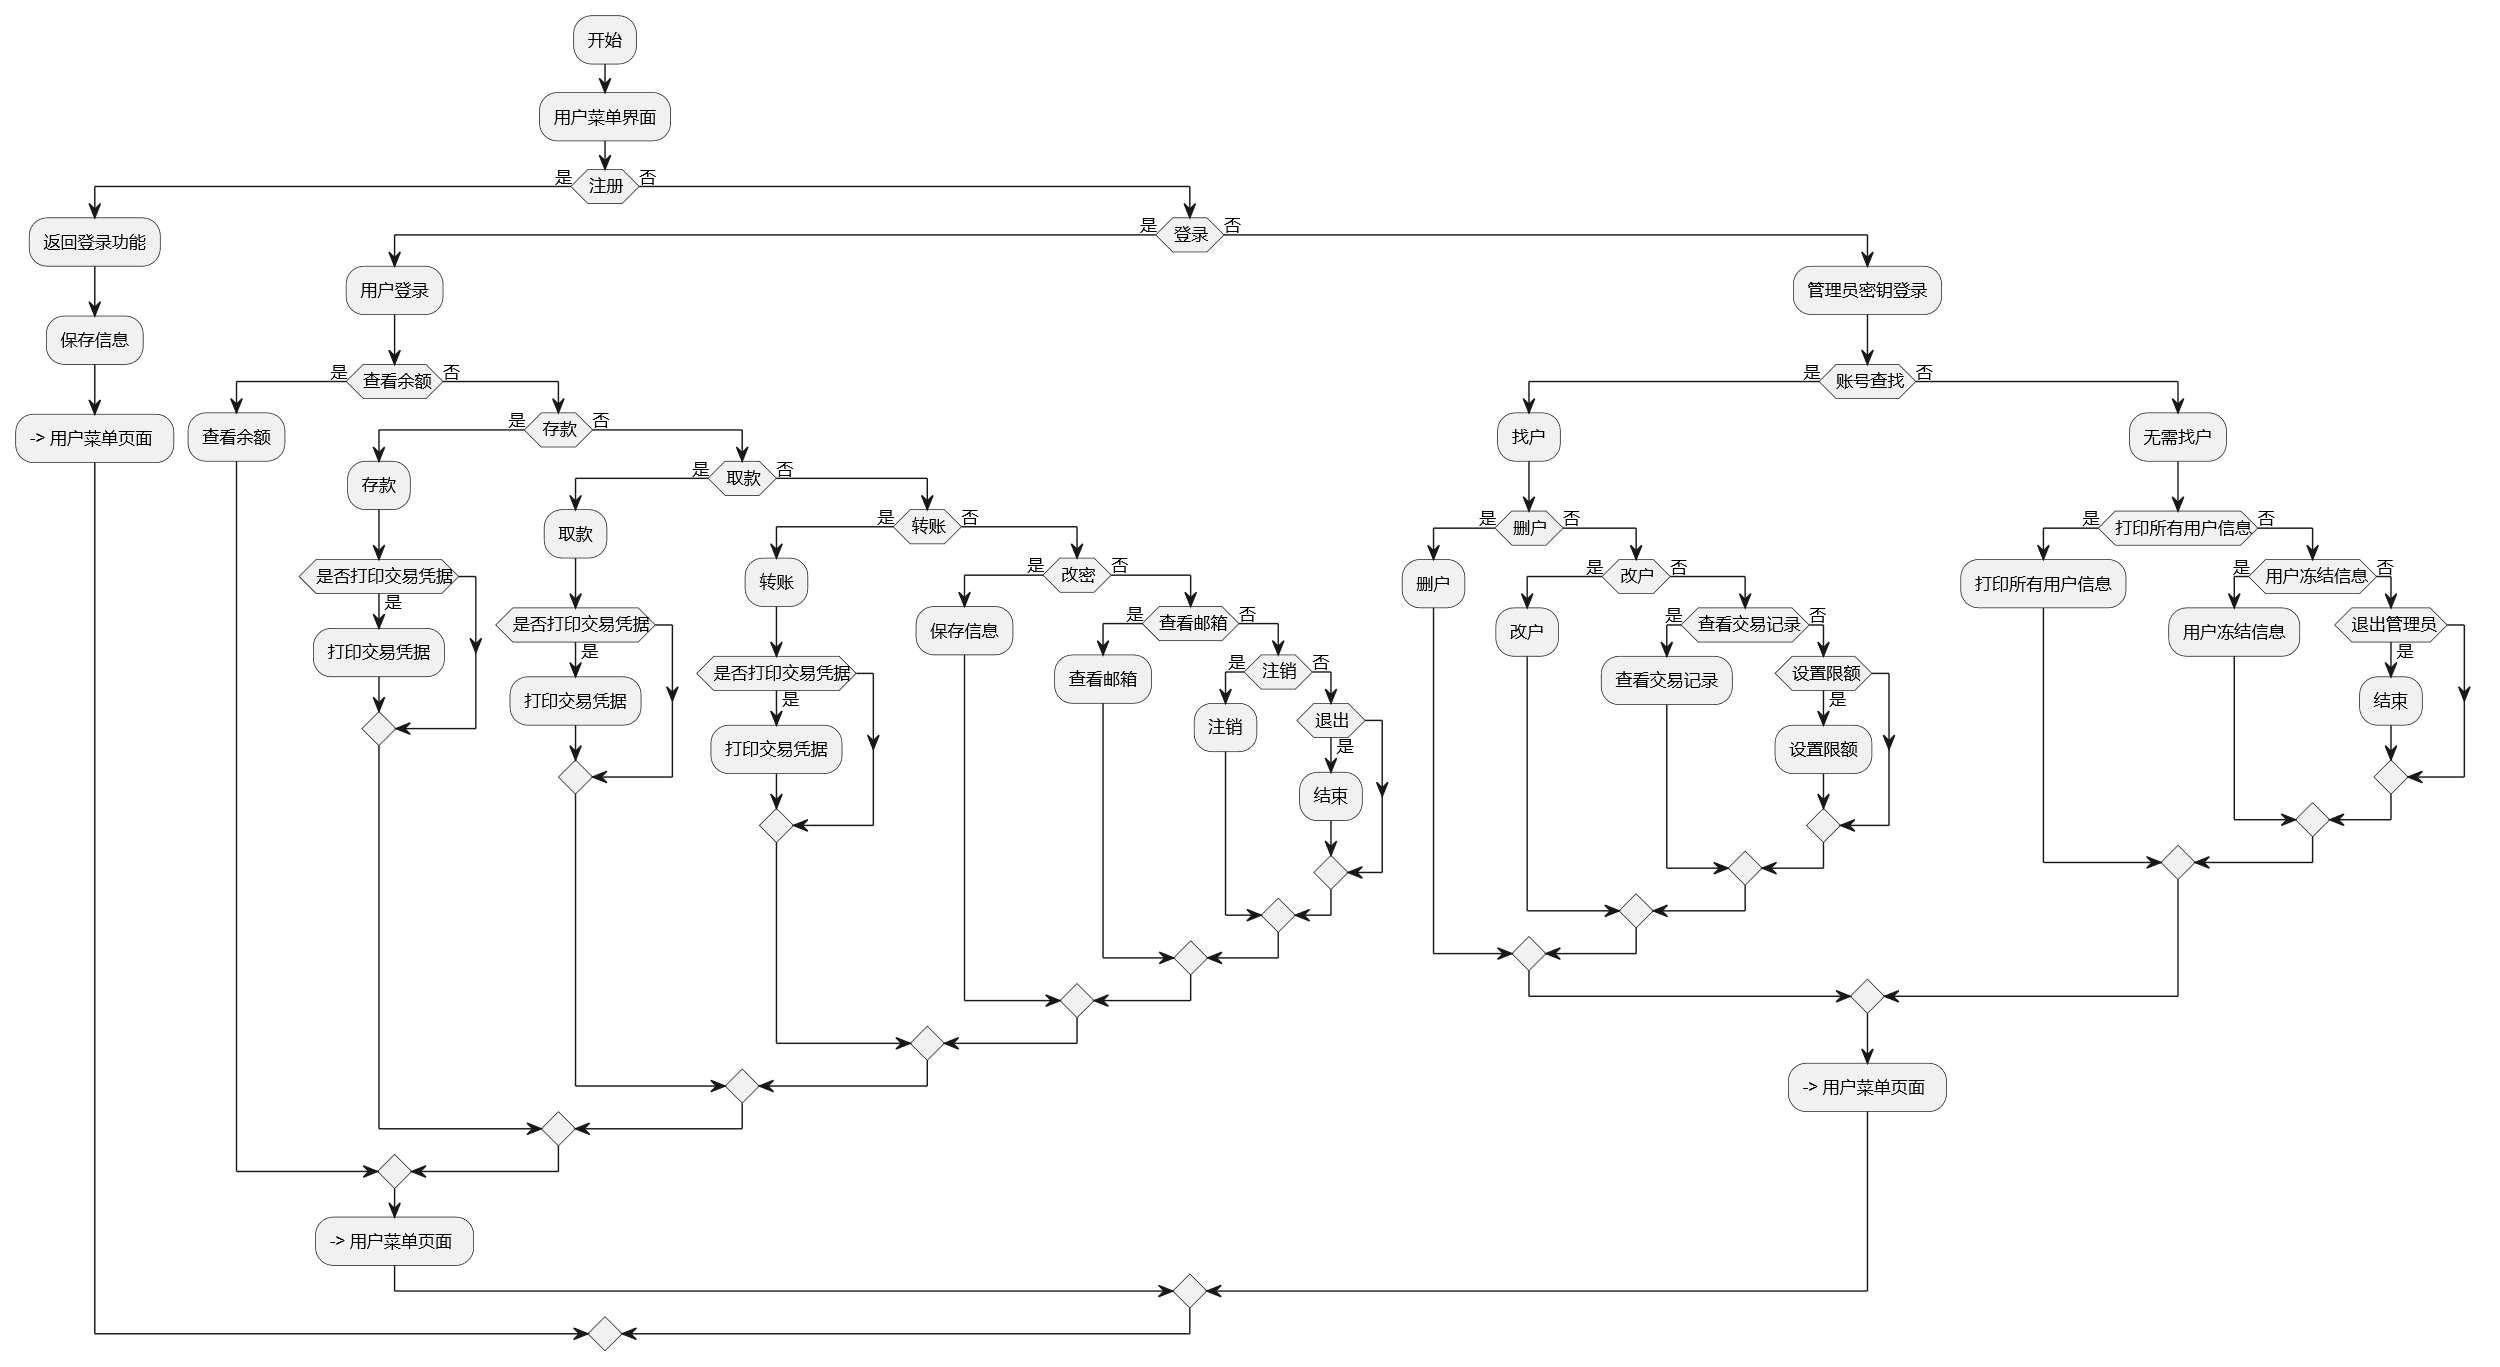 开始
用户菜单界面
是
注册
否
返回登录功能
保存信息
-> 用户菜单页面
是
登录
否
用户登录
是
查看余额
否
查看余额
是
存款
否
存款
是否打印交易凭据
是
打印交易凭据
是
取款
否
取款
是否打印交易凭据
是
打印交易凭据
是
转账
否
转账
是否打印交易凭据
是
打印交易凭据
是
改密
否
保存信息
是
查看邮箱
否
查看邮箱
是
注销
否
注销
退出
是
结束
-> 用户菜单页面
管理员密钥登录
是
账号查找
否
找户
是
删户
否
删户
是
改户
否
改户
是
查看交易记录
否
查看交易记录
设置限额
是
设置限额
无需找户
是
打印所有用户信息
否
打印所有用户信息
是
用户冻结信息
否
用户冻结信息
退出管理员
是
结束
-> 用户菜单页面